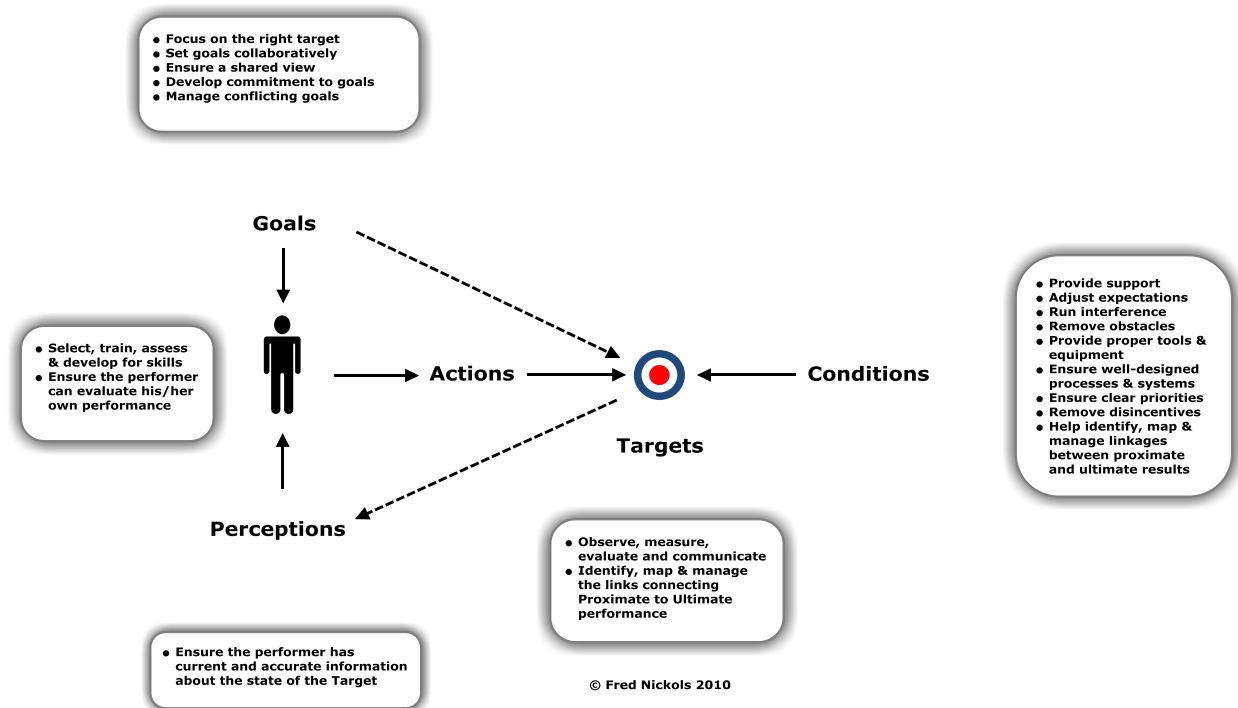 ● Focus on the right target
● Set goals collaboratively
● Ensure a shared view
● Develop commitment to goals
● Manage conflicting goals
Goals
● Select, train, assess
& develop for skills
● Ensure the performer
can evaluate his/her
own performance
Actions
Targets
Conditions
● Provide support
● Adjust expectations
● Run interference
● Remove obstacles
● Provide proper tools &
equipment
● Ensure well-designed
processes & systems
● Ensure clear priorities
● Remove disincentives
● Help identify, map &
manage linkages
between proximate
and ultimate results
Perceptions
● Observe, measure,
evaluate and communicate
● Identify, map & manage
the links connecting
Proximate to Ultimate
performance
● Ensure the performer has
current and accurate information
about the state of the Target
© Fred Nickols 2010